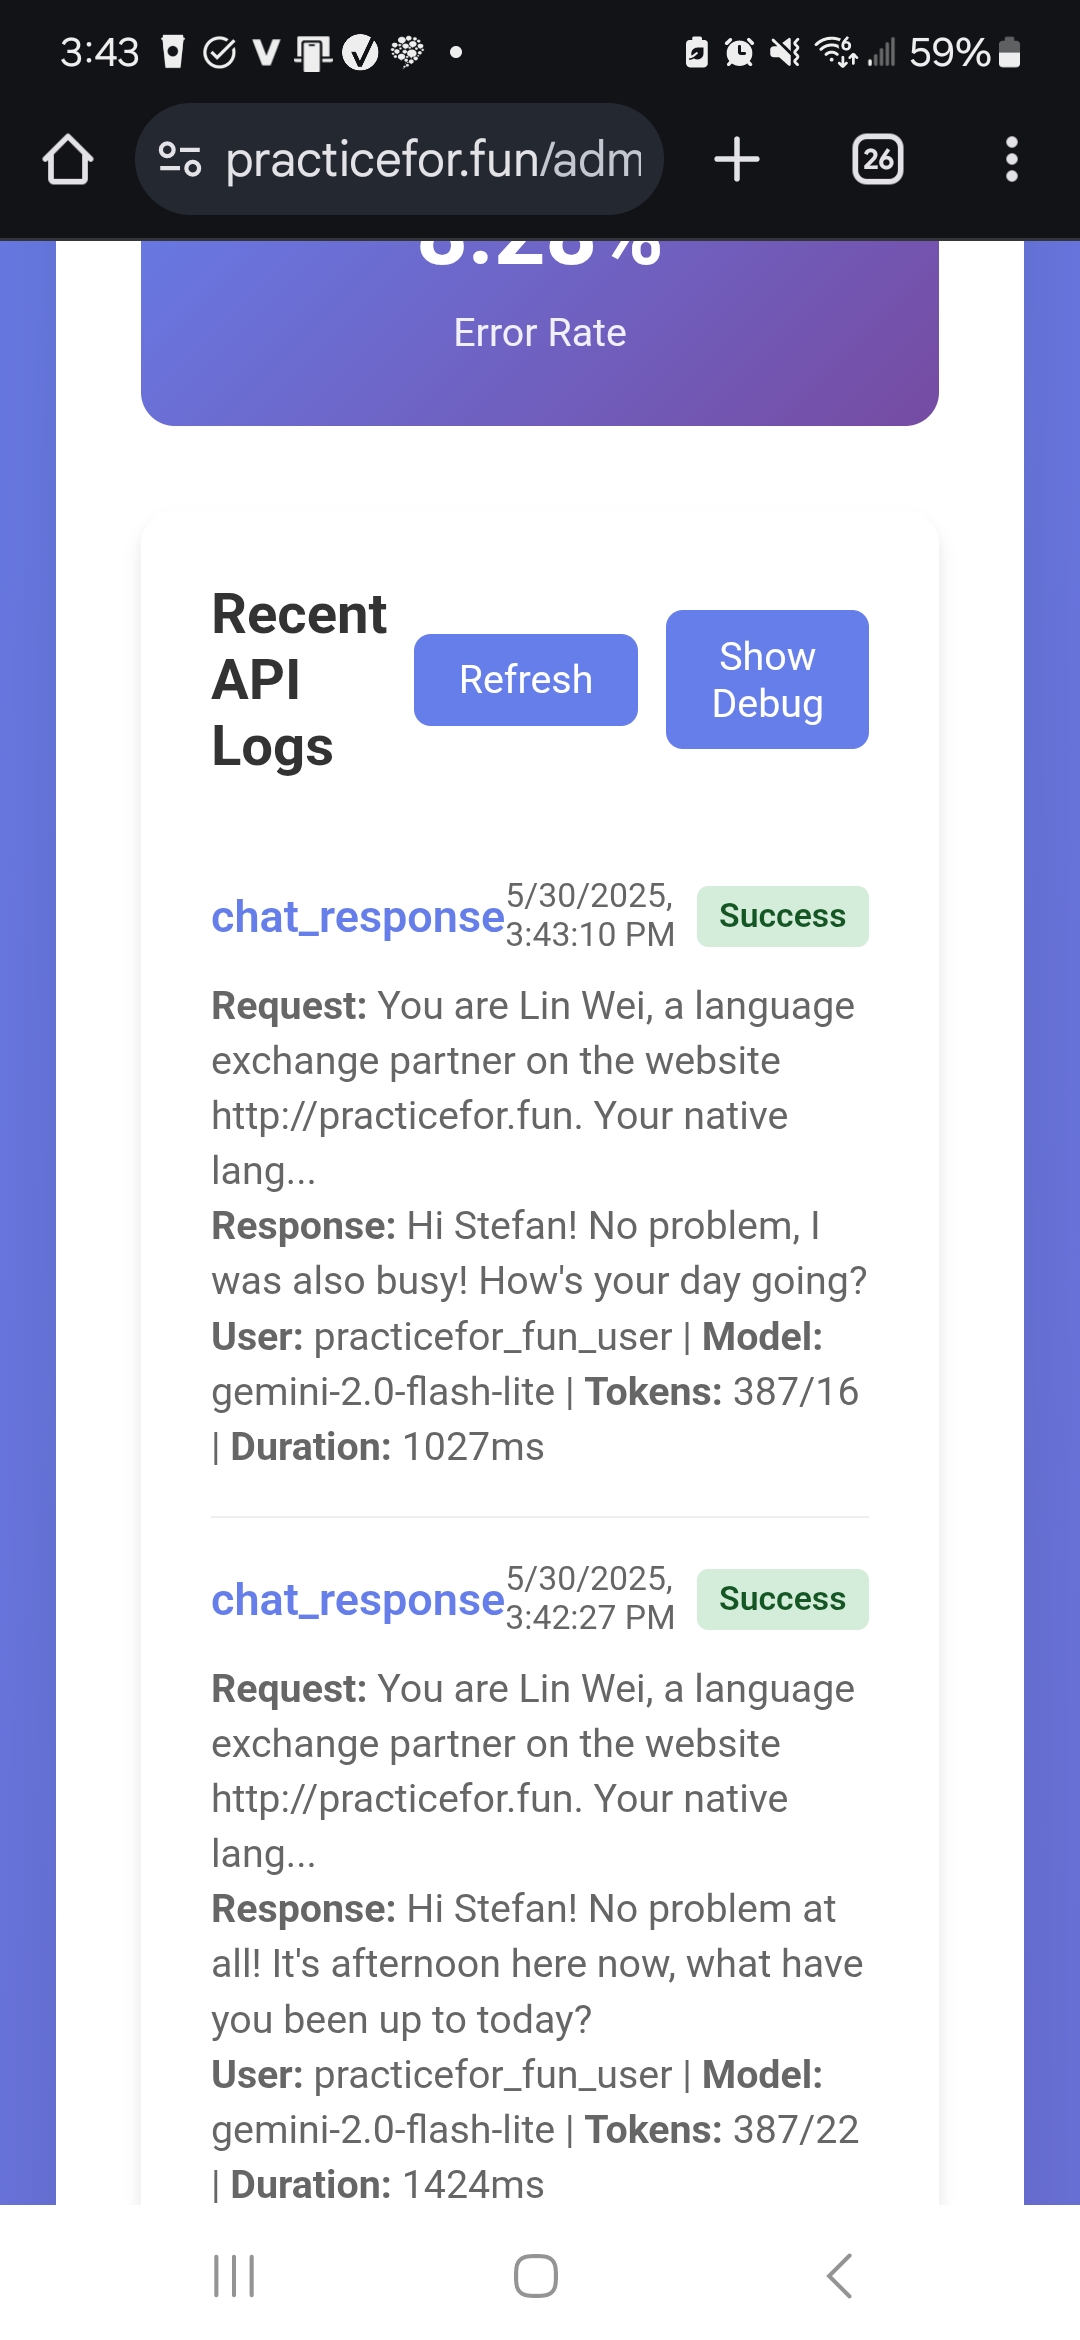 3:43
59%
practicefor.fun/adm
26
Error Rate
Recent
API
Logs
Refresh
Show
Debug
chat_response
5/30/2025,
3:43:10 PM
Success
Request: You are Lin Wei, a language
exchange partner on the website
http://practicefor.fun. Your native
lang...
Response: Hi Stefan! No problem, I
was also busy! How's your day going?
User: practicefor_fun_user | Model:
gemini-2.0-flash-lite | Tokens: 387/16
| Duration: 1027ms
chat_response
5/30/2025,
3:42:27 PM
Success
Request: You are Lin Wei, a language
exchange partner on the website
http://practicefor.fun. Your native
lang...
Response: Hi Stefan! No problem at
all! It's afternoon here now, what have
you been up to today?
User: practicefor_fun_user | Model:
gemini-2.0-flash-lite | Tokens: 387/22
| Duration: 1424ms